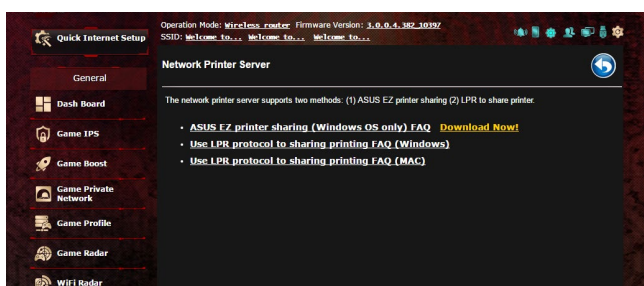 Quick Internet Setup
Operation Mode: Wireless router Firmware Version: 3.0.0.4.382_10397
SSID: Welcome to... Welcome to... Welcome to...
General
Dash Board
Game IPS
Game Boost
Game Private
Network
Game Profile
Game Radar
WiFi Radar
Network Printer Server
The network printer server supports two methods: (1) ASUS EZ printer sharing (2) LPR to share printer.
• ASUS EZ printer sharing (Windows OS only) FAQ Download Now!
• Use LPR protocol to sharing printing FAQ (Windows)
• Use LPR protocol to sharing printing FAQ (MAC)